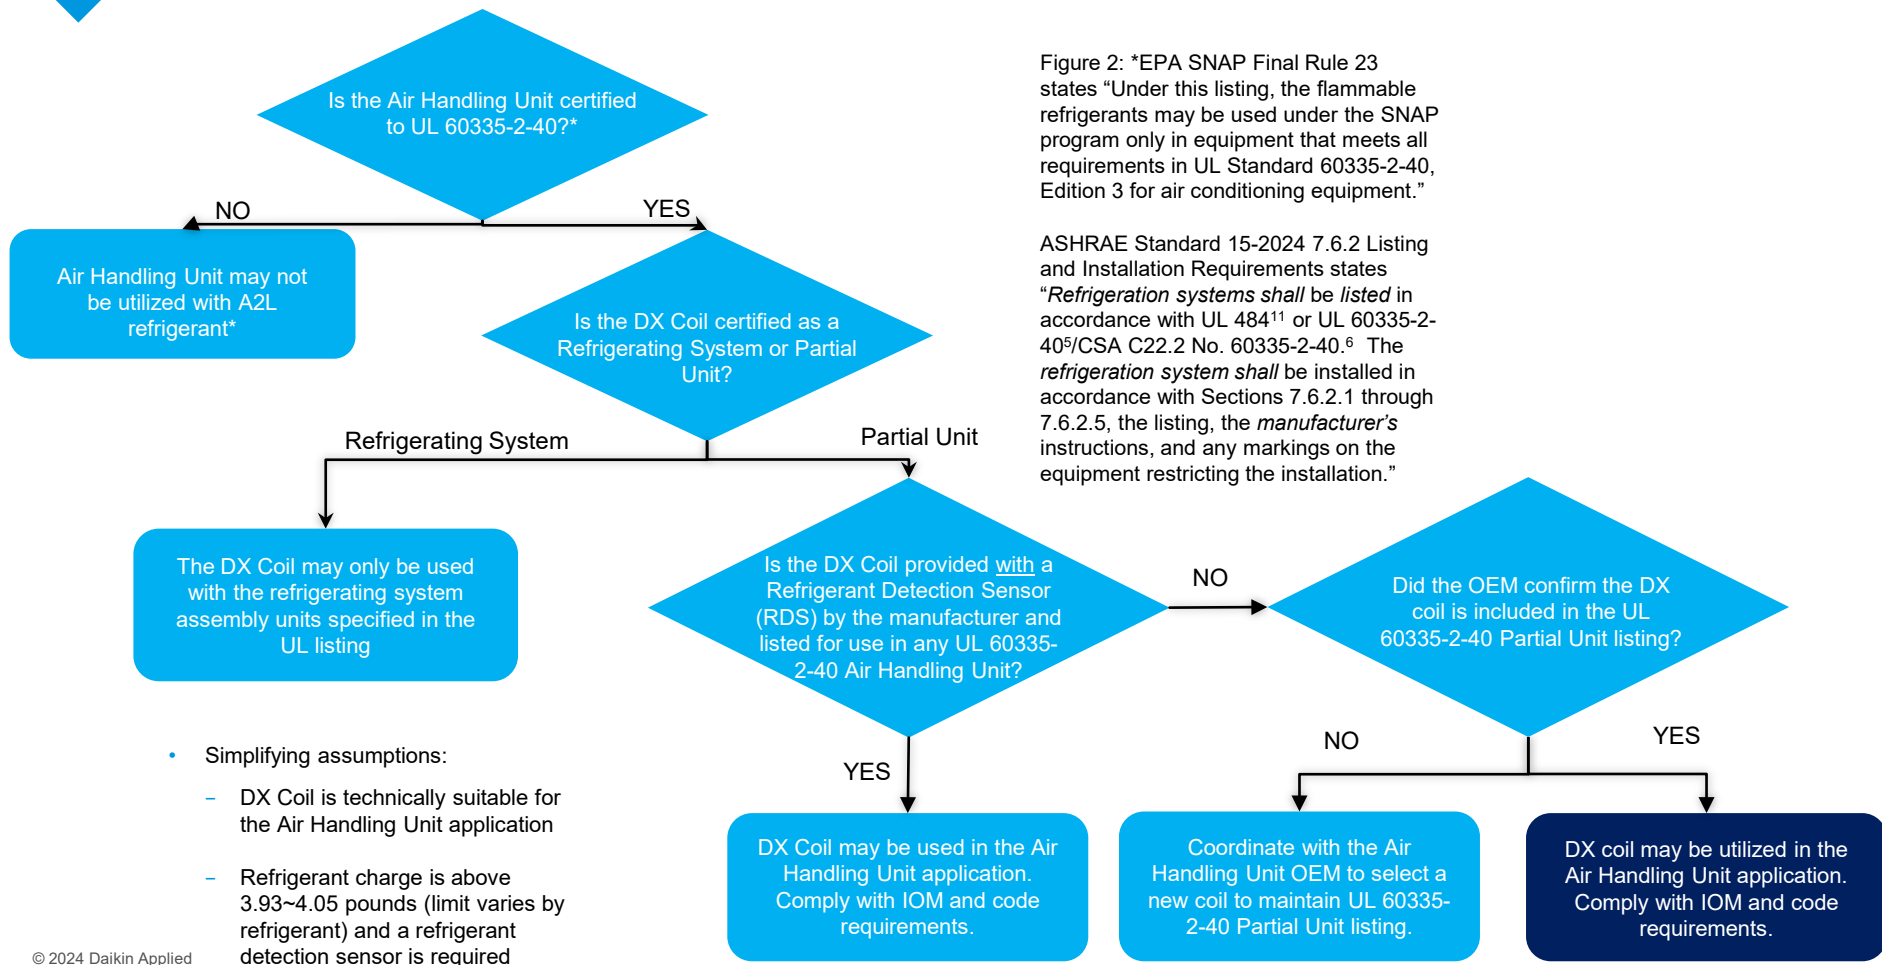 Is the Air Handling Unit certified
to UL 60335-2-40?*
NO
YES
Air Handling Unit may not
be utilized with A2L
refrigerant*
Is the DX Coil certified as a
Refrigerating System or Partial
Unit?
Refrigerating System
Partial Unit
The DX Coil may only be used
with the refrigerating system
assembly units specified in the
UL listing
Is the DX Coil provided with a
Refrigerant Detection Sensor
(RDS) by the manufacturer and
listed for use in any UL 60335-
2-40 Air Handling Unit?
NO
Did the OEM confirm the DX
coil is included in the UL
60335-2-40 Partial Unit listing?
YES
NO
YES
DX Coil may be used in the Air
Handling Unit application.
Comply with IOM and code
requirements.
Coordinate with the Air
Handling Unit OEM to select a
new coil to maintain UL 60335-
2-40 Partial Unit listing.
DX coil may be utilized in the
Air Handling Unit application.
Comply with IOM and code
requirements.
Figure 2: *EPA SNAP Final Rule 23
states “Under this listing, the flammable
refrigerants may be used under the SNAP
program only in equipment that meets all
requirements in UL Standard 60335-2-40,
Edition 3 for air conditioning equipment.”
ASHRAE Standard 15-2024 7.6.2 Listing
and Installation Requirements states
“Refrigeration systems shall be listed in
accordance with UL 484¹¹ or UL 60335-2-
40⁵/CSA C22.2 No. 60335-2-40.⁶ The
refrigeration system shall be installed in
accordance with Sections 7.6.2.1 through
7.6.2.5, the listing, the manufacturer’s
instructions, and any markings on the
equipment restricting the installation.”
• Simplifying assumptions:
– DX Coil is technically suitable for
the Air Handling Unit application
– Refrigerant charge is above
3.93~4.05 pounds (limit varies by
refrigerant) and a refrigerant
detection sensor is required
© 2024 Daikin Applied